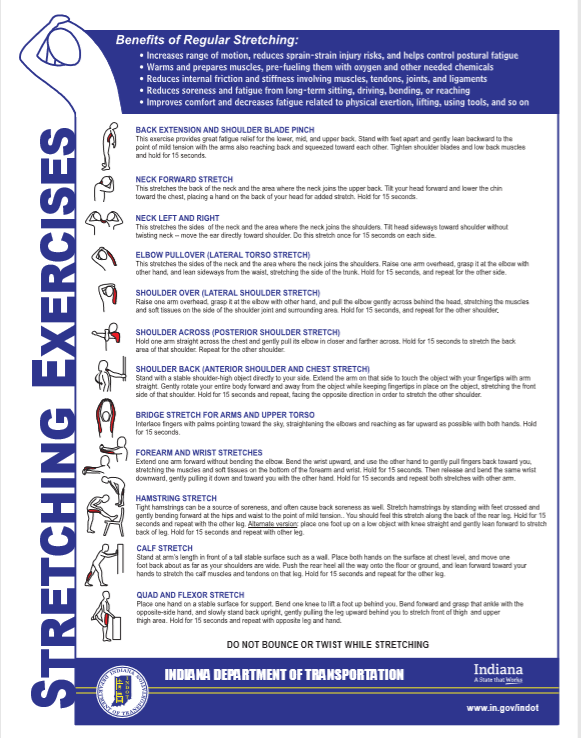 STRETCHING EXERCISES
Benefits of Regular Stretching:
• Increases range of motion, reduces sprain-strain injury risks, and helps control postural fatigue
• Warms and prepares muscles, pre-fueling them with oxygen and other needed chemicals
• Reduces internal friction and stiffness involving muscles, tendons, joints, and ligaments
• Reduces soreness and fatigue from long-term sitting, driving, bending, or reaching
• Improves comfort and decreases fatigue related to physical exertion, lifting, using tools, and so on
BACK EXTENSION AND SHOULDER BLADE PINCH
This exercise provides great fatigue relief for the lower, mid, and upper back. Stand with feet apart and gently lean backward to the
point of mild tension with the arms also reaching back and squeezed toward each other. Tighten shoulder blades and low back muscles
and hold for 15 seconds.
NECK FORWARD STRETCH
This stretches the back of the neck and the area where the neck joins the upper back. Tilt your head forward and lower the chin
toward the chest, placing a hand on the back of your head for added stretch. Hold for 15 seconds.
NECK LEFT AND RIGHT
This stretches the sides of the neck and the area where the neck joins the shoulders. Tilt head sideways toward shoulder without
twisting neck – move the ear directly toward shoulder. Do this stretch once for 15 seconds on each side.
ELBOW PULLOVER (LATERAL TORSO STRETCH)
This stretches the sides of the neck and the area where the neck joins the shoulders. Raise one arm overhead, grasp it at the elbow with
other hand, and lean sideways from the waist, stretching the side of the trunk. Hold for 15 seconds, and repeat for the other side.
SHOULDER OVER (LATERAL SHOULDER STRETCH)
Raise one arm overhead, grasp it at the elbow with other hand, and pull the elbow gently across behind the head, stretching the muscles
and soft tissues on the side of the shoulder joint and surrounding area. Hold for 15 seconds, and repeat for the other shoulder.
SHOULDER ACROSS (POSTERIOR SHOULDER STRETCH)
Hold one arm straight across the chest and gently pull its elbow in closer and farther across. Hold for 15 seconds to stretch the back
area of that shoulder. Repeat for the other shoulder.
SHOULDER BACK (ANTERIOR SHOULDER AND CHEST STRETCH)
Stand with a stable shoulder-high object directly to your side. Extend the arm on that side to touch the object with your fingertips with arm
straight. Gently rotate your entire body forward and away from the object while keeping fingertips in place on the object, stretching the front
side of that shoulder. Hold for 15 seconds and repeat, facing the opposite direction in order to stretch the other shoulder.
BRIDGE STRETCH FOR ARMS AND UPPER TORSO
Interlace fingers with palms pointing toward the sky, straightening the elbows and reaching as far upward as possible with both hands. Hold
for 15 seconds.
FOREARM AND WRIST STRETCHES
Extend one arm forward without bending the elbow. Bend the wrist upward, and use the other hand to gently pull fingers back toward you,
stretching the muscles and soft tissues on the bottom of the forearm and wrist. Hold for 15 seconds. Then release and bend the same wrist
downward, gently pulling it down and toward you with the other hand. Hold for 15 seconds and repeat both stretches with other arm.
HAMSTRING STRETCH
Tight hamstrings can be a source of soreness, and often cause back soreness as well. Stretch hamstrings by standing with feet crossed and
gently bending forward at the hips and waist to the point of mild tension.. You should feel this stretch along the back of the rear leg. Hold for 15
seconds and repeat with the other leg. Alternate version: place one foot up on a low object with knee straight and gently lean forward to stretch
back of leg. Hold for 15 seconds and repeat with other leg.
CALF STRETCH
Stand at arm's length in front of a tall stable surface such as a wall. Place both hands on the surface at chest level, and move one
foot back about as far as your shoulders are wide. Push the rear heel all the way onto the floor or ground, and lean forward toward your
hands to stretch the calf muscles and tendons on that leg. Hold for 15 seconds and repeat for the other leg.
QUAD AND FLEXOR STRETCH
Place one hand on a stable surface for support. Bend one knee to lift a foot up behind you. Bend forward and grasp that ankle with the
opposite-side hand, and slowly stand back upright, gently pulling the leg upward behind you to stretch front of thigh and upper
thigh area. Hold for 15 seconds and repeat with opposite leg and hand.
DO NOT BOUNCE OR TWIST WHILE STRETCHING
INDIANA DEPARTMENT OF TRANSPORTATION
Indiana
A State that Works
www.in.gov/indot